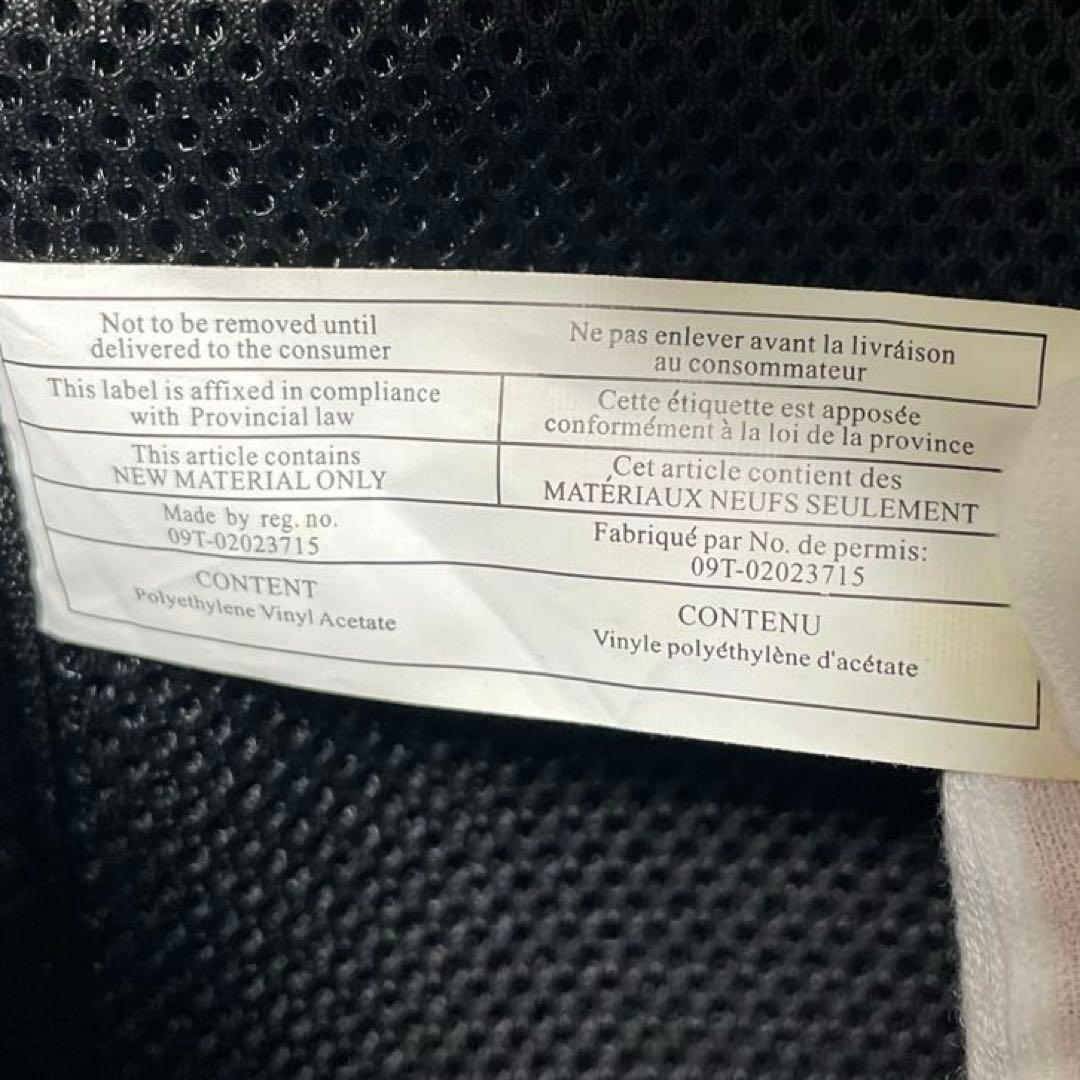 Not to be removed until
delivered to the consumer
Ne pas enlever avant la livráison
au consommateur
This label is affixed in compliance
with Provincial law
Cette étiquette est apposée
conformément à la loi de la province
This article contains
NEW MATERIAL ONLY
Cet article contient des
MATÉRIAUX NEUFS SEULEMENT
Made by reg. no.
09T-02023715
Fabriqué par No. de permis:
09T-02023715
CONTENT
Polyethylene Vinyl Acetate
CONTENU
Vinyle polyéthylène d'acétate